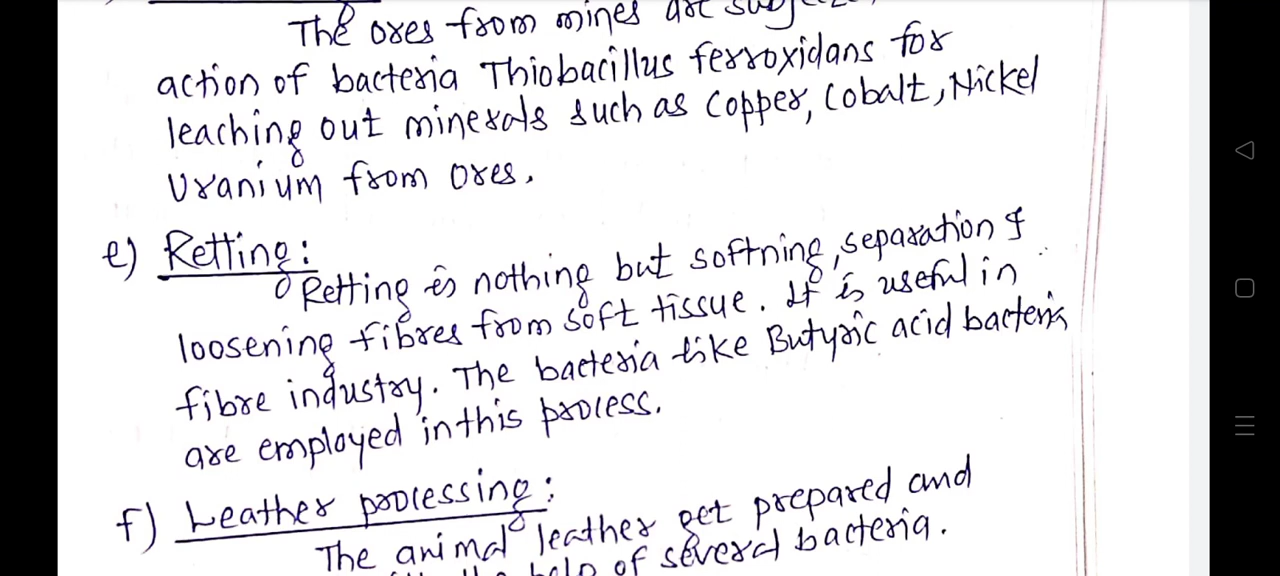 The ores from mines are
action of bacteria Thiobacillus ferroxidans for
leaching out minerals such as Copper, Cobalt, Nickel
Uranium from ores.
e) Retting:
Retting is nothing but softning, separation &
loosening fibres from soft tissue. It is useful in
fibre industry. The bacteria like Butyric acid bacteria
are employed in this process.
f) Leather processing:
The animal leather get prepared and
help of several bacteria.